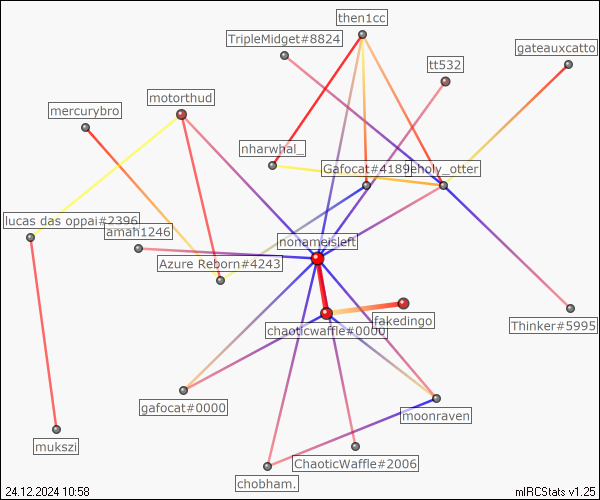 then1cc
TripleMidget#8824
gateauxcatto
tt532
motorthud
mercurybro
nharwhal_
Gafocat#4189
eholy_otter
lucas das oppai#2396
amah1246
nonameisleft
Azure Reborn#4243
fakedingo
chaoticwaffle#0000
Thinker#5995
gafocat#0000
moonraven
mukszi
ChaoticWaffle#2006
chobham.
24.12.2024 10:58
mIRCStats v1.25